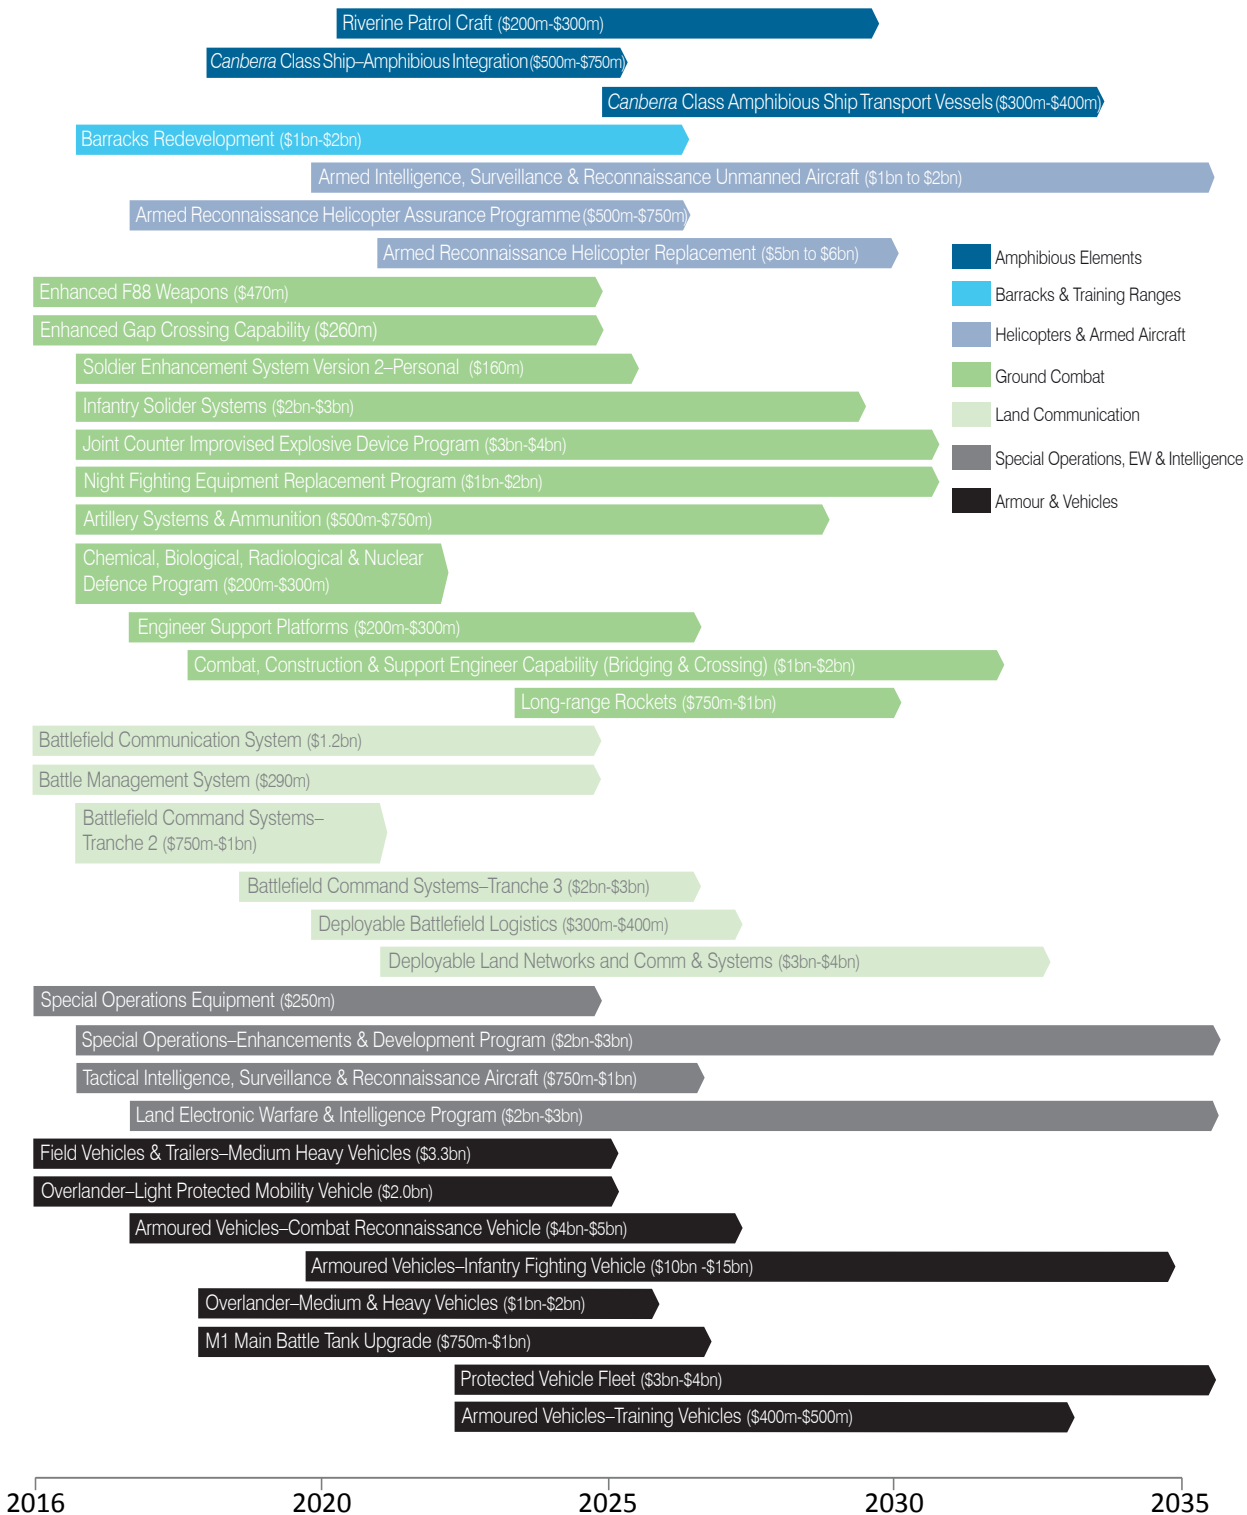 Riverine Patrol Craft ($200m-$300m)
Canberra Class Ship–Amphibious Integration ($500m-$750m)
Canberra Class Amphibious Ship Transport Vessels ($300m-$400m)
Barracks Redevelopment ($1bn-$2bn)
Armed Intelligence, Surveillance & Reconnaissance Unmanned Aircraft ($1bn to $2bn)
Armed Reconnaissance Helicopter Assurance Programme ($500m-$750m)
Armed Reconnaissance Helicopter Replacement ($5bn to $6bn)
Enhanced F88 Weapons ($470m)
Enhanced Gap Crossing Capability ($260m)
Soldier Enhancement System Version 2–Personal ($160m)
Infantry Solider Systems ($2bn-$3bn)
Joint Counter Improvised Explosive Device Program ($3bn-$4bn)
Night Fighting Equipment Replacement Program ($1bn-$2bn)
Artillery Systems & Ammunition ($500m-$750m)
Chemical, Biological, Radiological & Nuclear
Defence Program ($200m-$300m)
Engineer Support Platforms ($200m-$300m)
Combat, Construction & Support Engineer Capability (Bridging & Crossing) ($1bn-$2bn)
Long-range Rockets ($750m-$1bn)
Battlefield Communication System ($1.2bn)
Battle Management System ($290m)
Battlefield Command Systems–
Tranche 2 ($750m-$1bn)
Battlefield Command Systems–Tranche 3 ($2bn-$3bn)
Deployable Battlefield Logistics ($300m-$400m)
Deployable Land Networks and Comm & Systems ($3bn-$4bn)
Special Operations Equipment ($250m)
Special Operations–Enhancements & Development Program ($2bn-$3bn)
Tactical Intelligence, Surveillance & Reconnaissance Aircraft ($750m-$1bn)
Land Electronic Warfare & Intelligence Program ($2bn-$3bn)
Field Vehicles & Trailers–Medium Heavy Vehicles ($3.3bn)
Overlander–Light Protected Mobility Vehicle ($2.0bn)
Armoured Vehicles–Combat Reconnaissance Vehicle ($4bn-$5bn)
Armoured Vehicles–Infantry Fighting Vehicle ($10bn -$15bn)
Overlander–Medium & Heavy Vehicles ($1bn-$2bn)
M1 Main Battle Tank Upgrade ($750m-$1bn)
Protected Vehicle Fleet ($3bn-$4bn)
Armoured Vehicles–Training Vehicles ($400m-$500m)
Amphibious Elements
Barracks & Training Ranges
Helicopters & Armed Aircraft
Ground Combat
Land Communication
Special Operations, EW & Intelligence
Armour & Vehicles
2016 2020 2025 2030 2035